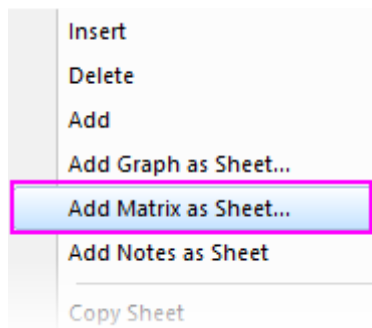 Insert
Delete
Add
Add Graph as Sheet...
Add Matrix as Sheet...
Add Notes as Sheet
Copy Sheet